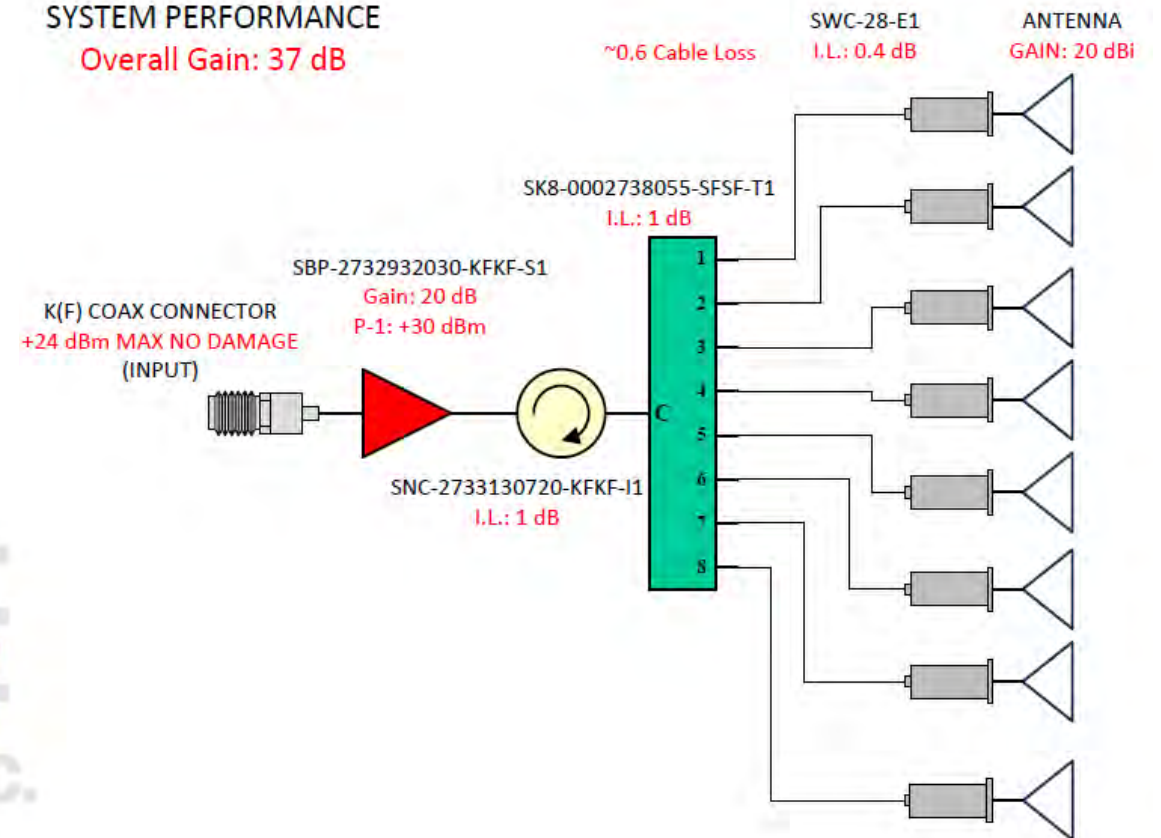 SYSTEM PERFORMANCE
Overall Gain: 37 dB
~0.6 Cable Loss
SWC-28-E1
I.L.: 0.4 dB
ANTENNA
GAIN: 20 dBi
SK8-0002738055-SFSF-T1
I.L.: 1 dB
SBP-2732932030-KFKF-S1
Gain: 20 dB
P-1: +30 dBm
K(F) COAX CONNECTOR
+24 dBm MAX NO DAMAGE
(INPUT)
SNC-2733130720-KFKF-I1
I.L.: 1 dB
C
1
2
3
4
5
6
7
8